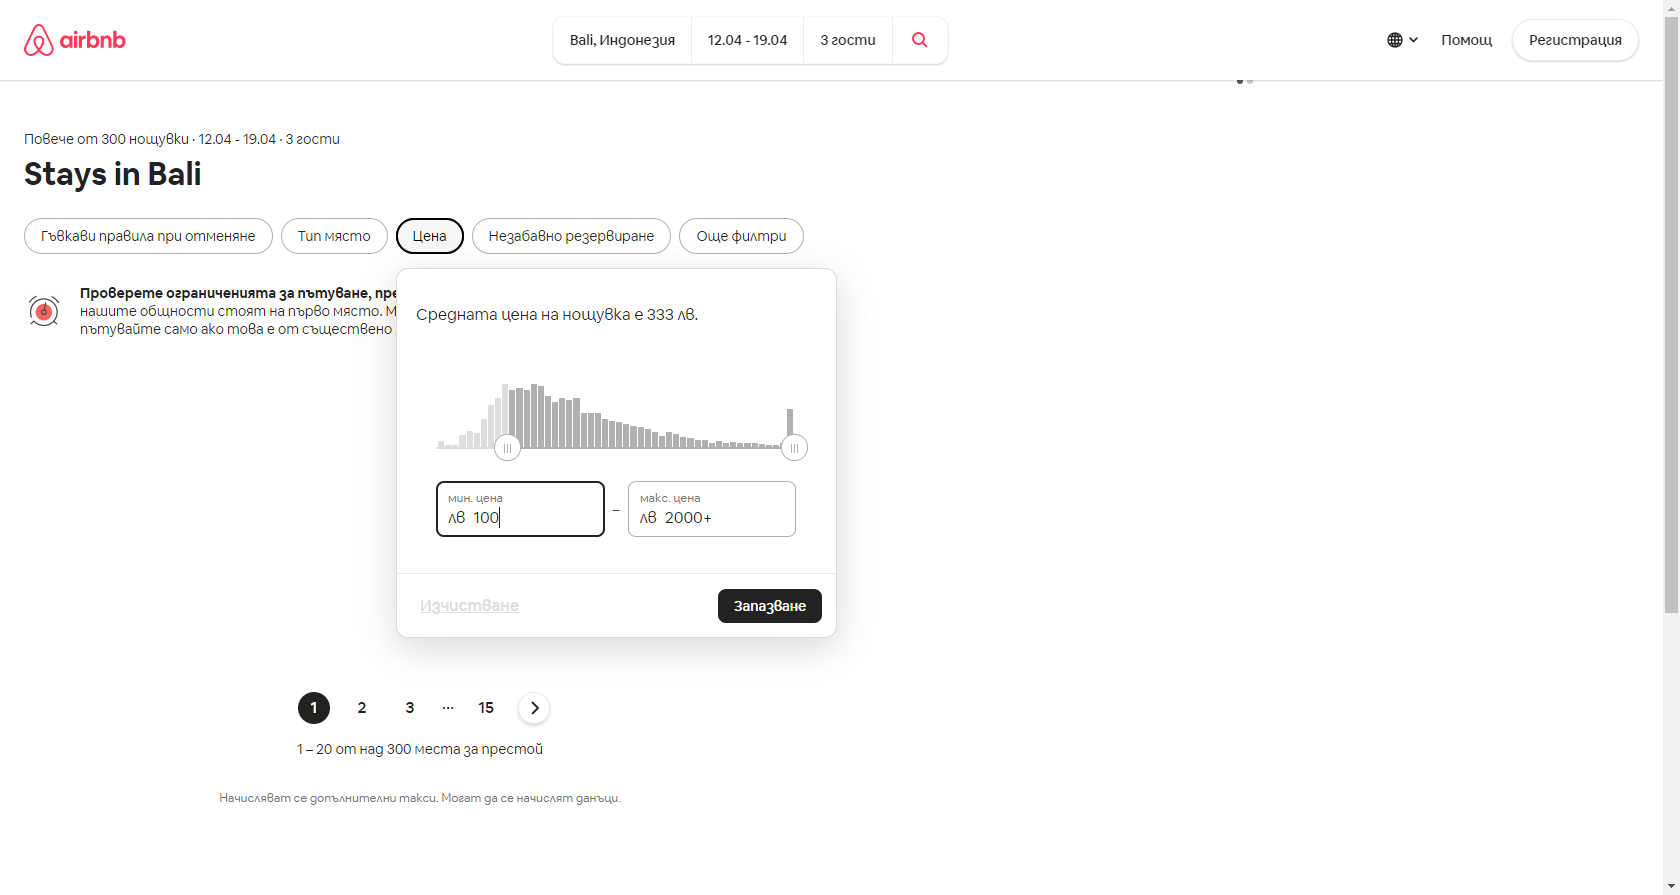 airbnb
Bali, Индонезия
12.04 - 19.04
3 гости
Помощ
Регистрация
Повече от 300 нощувки · 12.04 - 19.04 · 3 гости
Stays in Bali
Гъвкави правила при отменяне
Тип място
Цена
Незабавно резервиране
Още филтри
Проверете ограниченията за пътуване, пре
нашите общности стоят на първо място. М
пътувайте само ако това е от съществено
Средната цена на нощувка е 333 лв.
мин. цена
лв 100
–
макс. цена
лв 2000+
Изчистване
Запазване
1 2 3 ... 15
1 – 20 от над 300 места за престой
Начисляват се допълнителни такси. Могат да се начислят данъци.